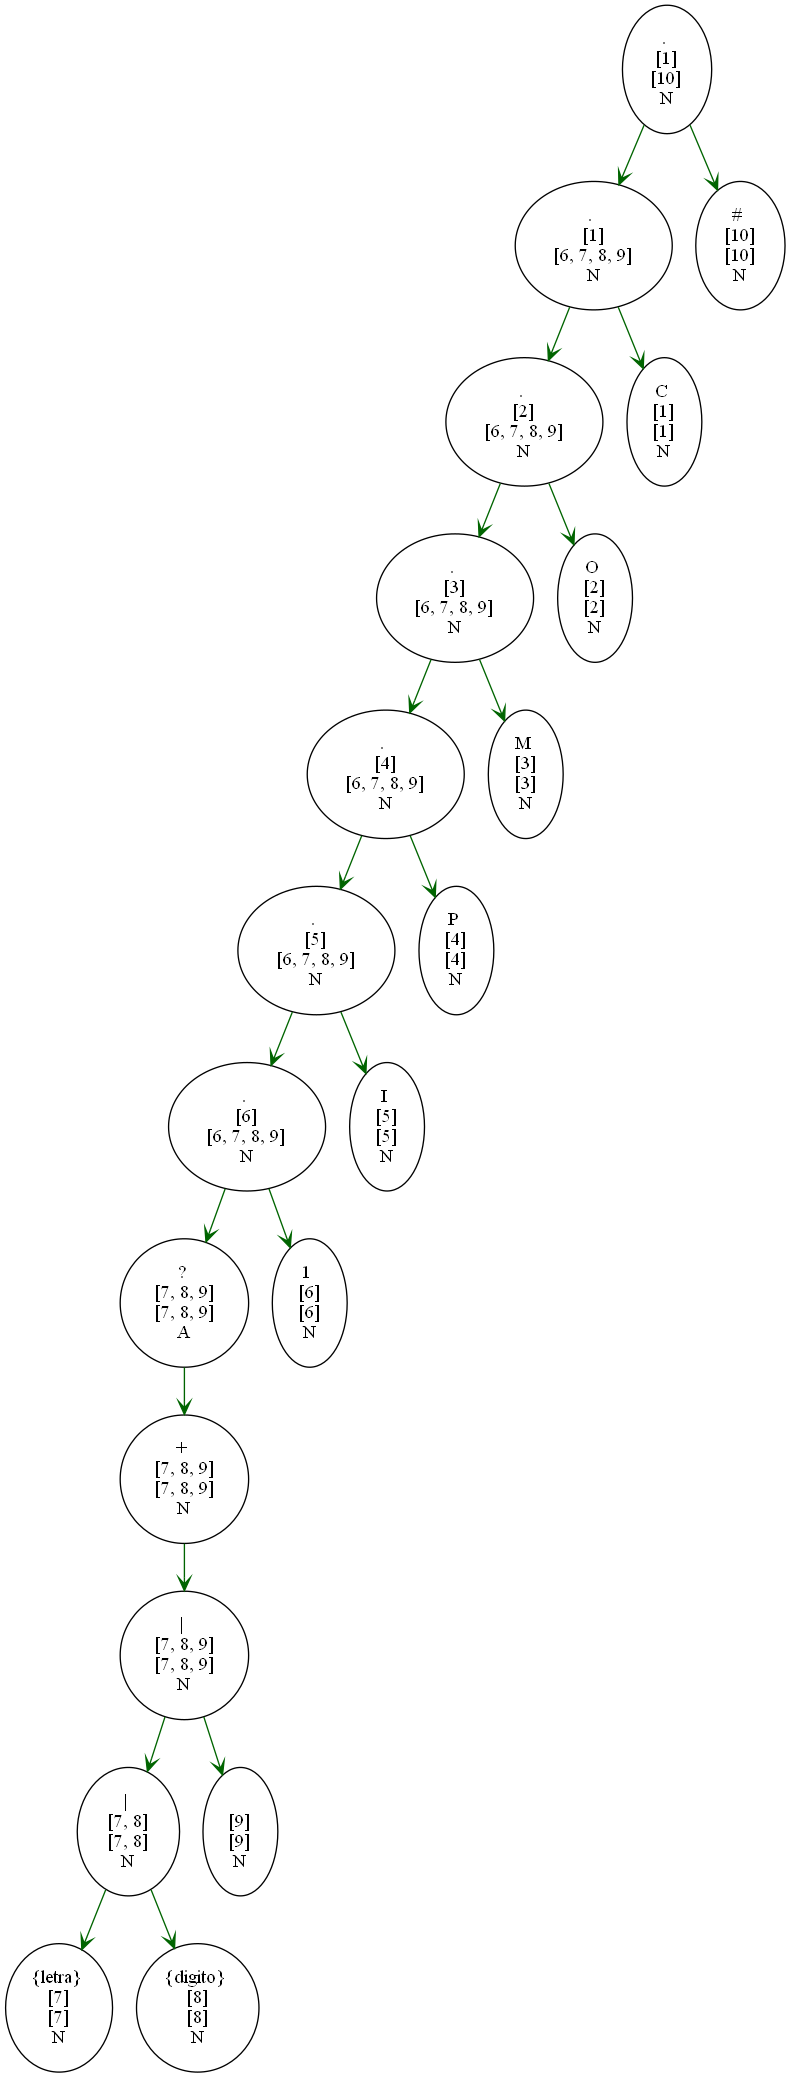 .
[1]
[10]
N
.
[1]
[6, 7, 8, 9]
N
#
[10]
[10]
N
.
[2]
[6, 7, 8, 9]
N
C
[1]
[1]
N
.
[3]
[6, 7, 8, 9]
N
O
[2]
[2]
N
.
[4]
[6, 7, 8, 9]
N
M
[3]
[3]
N
.
[5]
[6, 7, 8, 9]
N
P
[4]
[4]
N
.
[6]
[6, 7, 8, 9]
N
I
[5]
[5]
N
?
[7, 8, 9]
[7, 8, 9]
A
1
[6]
[6]
N
+
[7, 8, 9]
[7, 8, 9]
N
|
[7, 8, 9]
[7, 8, 9]
N
|
[7, 8]
[7, 8]
N
[9]
[9]
N
{letra}
[7]
[7]
N
{digito}
[8]
[8]
N